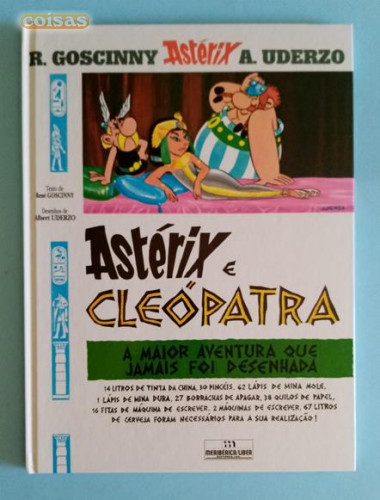 coisas
R. GOSCINNY Astérix A. UDERZO
Texto de
René GOSCINNY
Desenhos de
Albert UDERZO
Astérix e
CLEÓPATRA
A MAIOR AVENTURA QUE
JAMAIS FOI DESENHADA
14 LITROS DE TINTA DA CHINA, 30 PINCÉIS, 62 LÁPIS DE MINA MOLE,
1 LÁPIS DE MINA DURA, 27 BORRACHAS DE APAGAR, 38 QUILOS DE PAPEL,
16 FITAS DE MÁQUINA DE ESCREVER, 2 MÁQUINAS DE ESCREVER, 67 LITROS
DE CERVEJA FORAM NECESSÁRIOS PARA A SUA REALIZAÇÃO!
MERIBÉRICA/LIBER